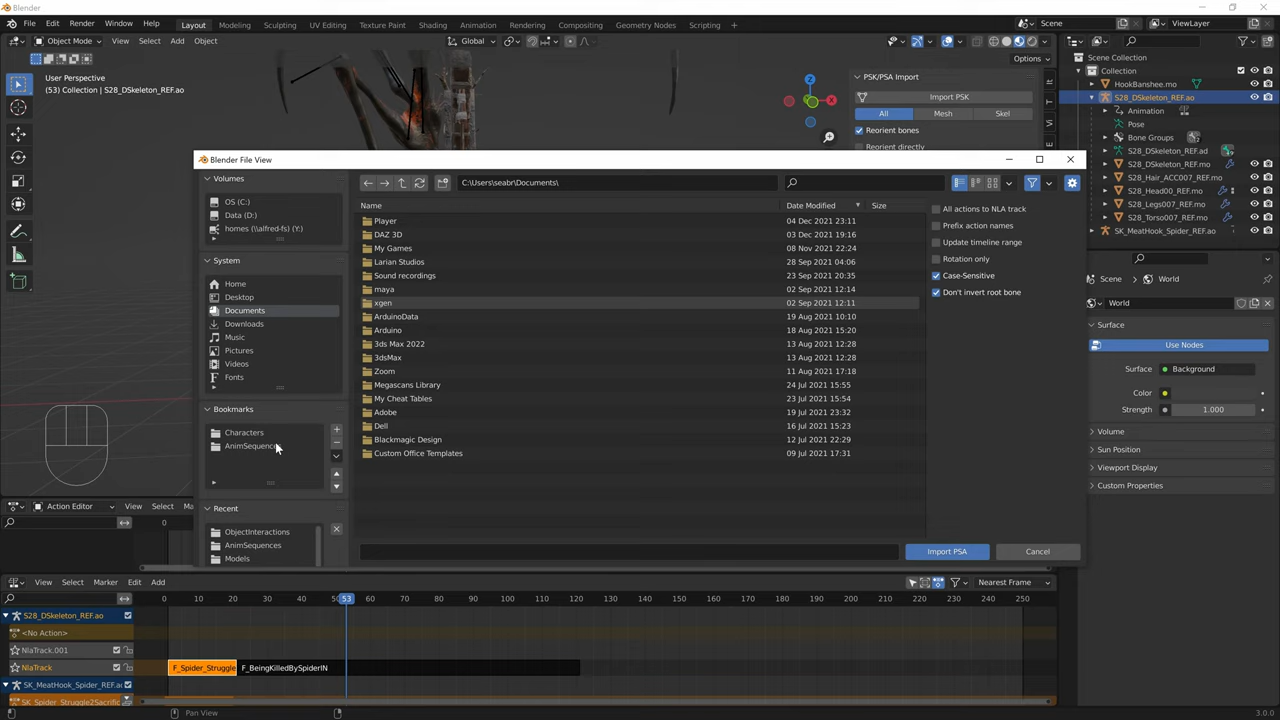 Blender
File Edit Render Window Help Layout Modeling Sculpting UV Editing Texture Paint Shading Animation Rendering Compositing Geometry Nodes Scripting + Scene ViewLayer
Object Mode View Select Add Object Global
Options
User Perspective
(53) Collection | S28_DSkeleton_REF.ao
Z
X
PSK/PSA Import
Import PSK
All Mesh Skel
Reorient bones
Reorient directly
Scene Collection
Collection
HookBanshee.mo
S28_DSkeleton_REF.ao
Animation
Pose
Bone Groups
S28_DSkeleton_REF.ad
S28_DSkeleton_REF.mo
S28_Hair_ACC007_REF.mo
S28_Head00_REF.mo
S28_Legs007_REF.mo
S28_Torso007_REF.mo
SK_MeatHook_Spider_REF.ao
Scene World
World
Surface
Use Nodes
Surface Background
Color
Strength 1.000
Volume
Sun Position
Viewport Display
Custom Properties
Blender File View
Volumes
OS (C:)
Data (D:)
homes (\\alfred-fs) (Y:)
System
Home
Desktop
Documents
Downloads
Music
Pictures
Videos
Fonts
Bookmarks
Characters
AnimSequences
Recent
ObjectInteractions
AnimSequences
Models
C:\Users\seabr\Documents\
Name Date Modified Size
Player 04 Dec 2021 23:11
DAZ 3D 03 Dec 2021 19:16
My Games 08 Nov 2021 22:24
Larian Studios 28 Sep 2021 04:06
Sound recordings 23 Sep 2021 20:35
maya 02 Sep 2021 12:14
xgen 02 Sep 2021 12:11
ArduinoData 19 Aug 2021 10:10
Arduino 18 Aug 2021 15:20
3ds Max 2022 13 Aug 2021 12:28
3dsMax 13 Aug 2021 12:28
Zoom 11 Aug 2021 17:18
Megascans Library 24 Jul 2021 15:55
My Cheat Tables 23 Jul 2021 15:54
Adobe 19 Jul 2021 23:32
Dell 16 Jul 2021 15:23
Blackmagic Design 12 Jul 2021 22:29
Custom Office Templates 09 Jul 2021 17:31
All actions to NLA track
Prefix action names
Update timeline range
Rotation only
Case-Sensitive
Don't invert root bone
Import PSA Cancel
Action Editor View Select
0
View Select Marker Edit Add Nearest Frame
0 10 20 30 40 53 60 70 80 90 100 110 120 130 140 150 160 170 180 190 200 210 220 230 240 250
S28_DSkeleton_REF.ao
<No Action>
NlaTrack.001
NlaTrack
F_Spider_Struggle F_BeingKilledBySpiderIN
SK_MeatHook_Spider_REF.ao
SK_Spider_Struggle2Sacrific
Pan View
3.0.0